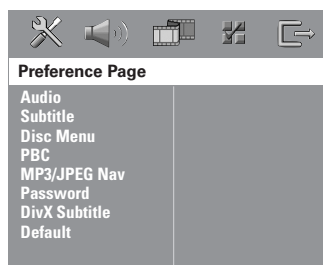 Preference Page
Audio
Subtitle
Disc Menu
PBC
MP3/JPEG Nav
Password
DivX Subtitle
Default